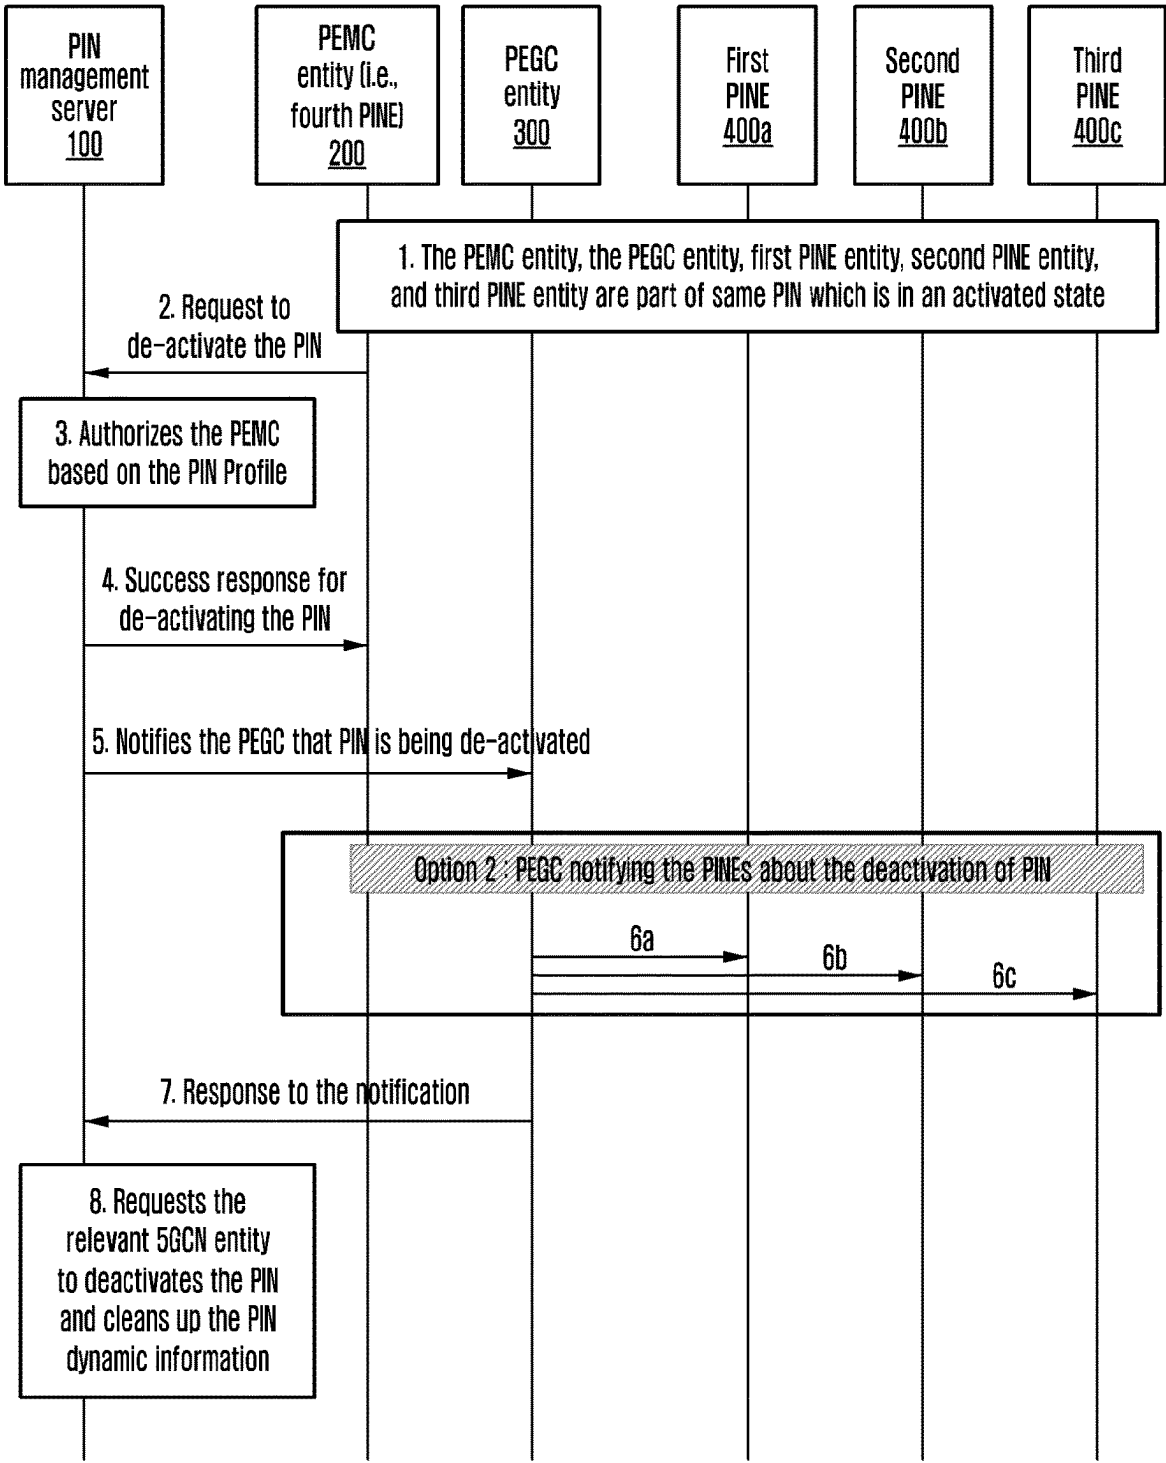 PIN
management
server
100
PEMC
entity (i.e.,
fourth PINE)
200
PEGC
entity
300
First
PINE
400a
Second
PINE
400b
Third
PINE
400c
1. The PEMC entity, the PEGC entity, first PINE entity, second PINE entity,
and third PINE entity are part of same PIN which is in an activated state
2. Request to
de-activate the PIN
3. Authorizes the PEMC
based on the PIN Profile
4. Success response for
de-activating the PIN
5. Notifies the PEGC that PIN is being de-activated
Option 2 : PEGC notifying the PINEs about the deactivation of PIN
6a
6b
6c
7. Response to the notification
8. Requests the
relevant 5GCN entity
to deactivates the PIN
and cleans up the PIN
dynamic information